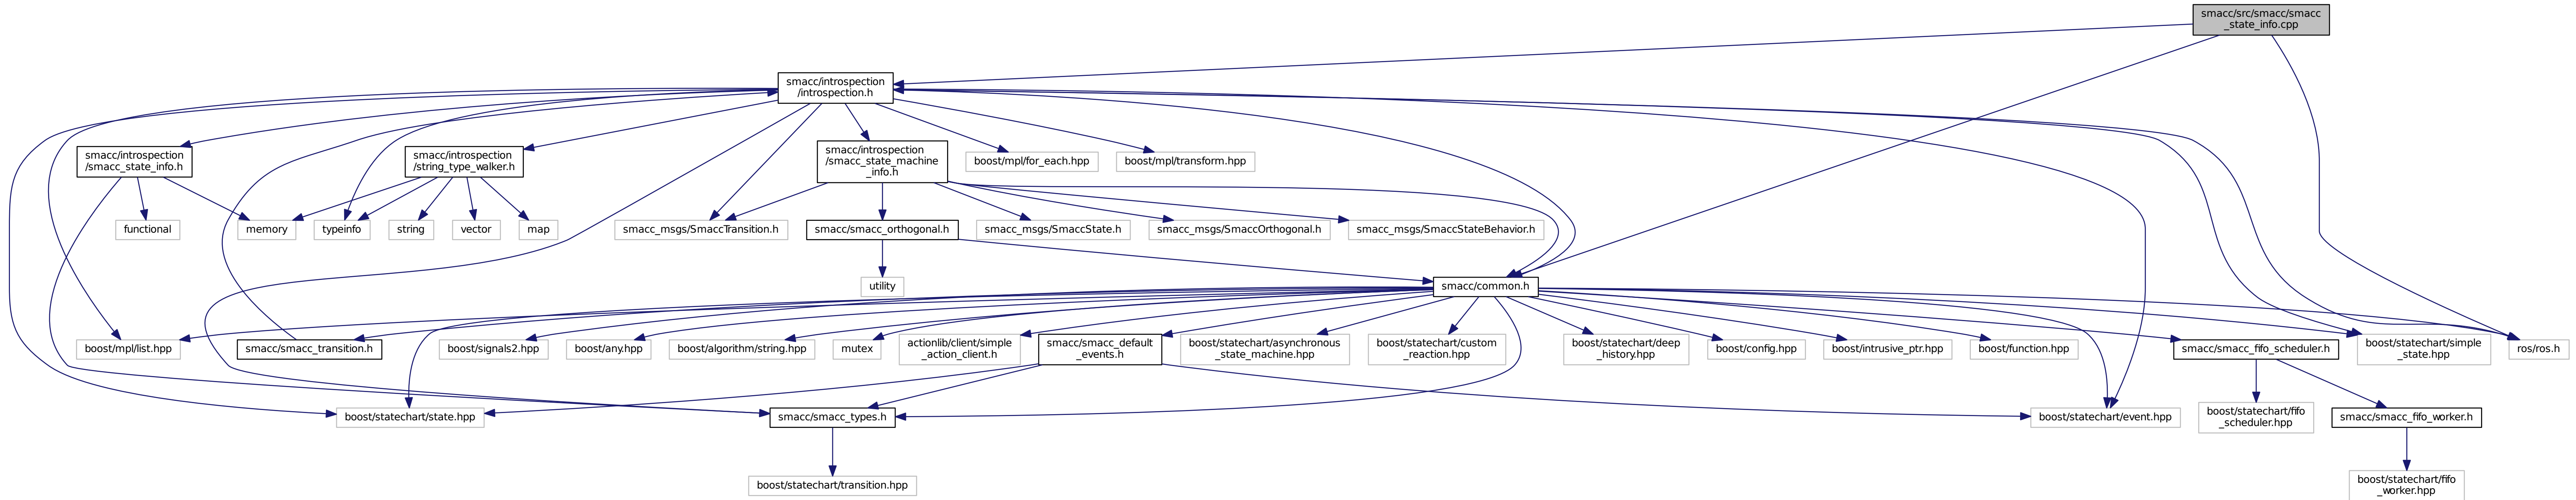 smacc/src/smacc/smacc
_state_info.cpp
smacc/introspection
/introspection.h
smacc/introspection
/smacc_state_info.h
smacc/introspection
/string_type_walker.h
smacc/introspection
/smacc_state_machine
_info.h
boost/mpl/for_each.hpp
boost/mpl/transform.hpp
functional
memory
typeinfo
string
vector
map
smacc_msgs/SmaccTransition.h
smacc/smacc_orthogonal.h
smacc_msgs/SmaccState.h
smacc_msgs/SmaccOrthogonal.h
smacc_msgs/SmaccStateBehavior.h
utility
smacc/common.h
boost/mpl/list.hpp
smacc/smacc_transition.h
boost/signals2.hpp
boost/any.hpp
boost/algorithm/string.hpp
mutex
actionlib/client/simple
_action_client.h
smacc/smacc_default
_events.h
boost/statechart/asynchronous
_state_machine.hpp
boost/statechart/custom
_reaction.hpp
boost/statechart/deep
_history.hpp
boost/config.hpp
boost/intrusive_ptr.hpp
boost/function.hpp
smacc/smacc_fifo_scheduler.h
boost/statechart/simple
_state.hpp
ros/ros.h
boost/statechart/state.hpp
smacc/smacc_types.h
boost/statechart/event.hpp
boost/statechart/fifo
_scheduler.hpp
smacc/smacc_fifo_worker.h
boost/statechart/transition.hpp
boost/statechart/fifo
_worker.hpp